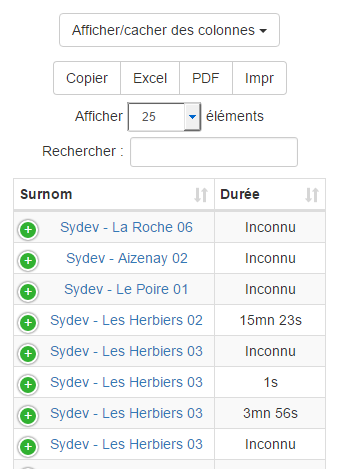 Afficher/cacher des colonnes
Copier Excel PDF Impr
Afficher 25 éléments
Rechercher :
Surnom Durée
Sydev - La Roche 06 Inconnu
Sydev - Aizenay 02 Inconnu
Sydev - Le Poire 01 Inconnu
Sydev - Les Herbiers 02 15mn 23s
Sydev - Les Herbiers 03 Inconnu
Sydev - Les Herbiers 03 1s
Sydev - Les Herbiers 03 3mn 56s
Sydev - Les Herbiers 03 Inconnu